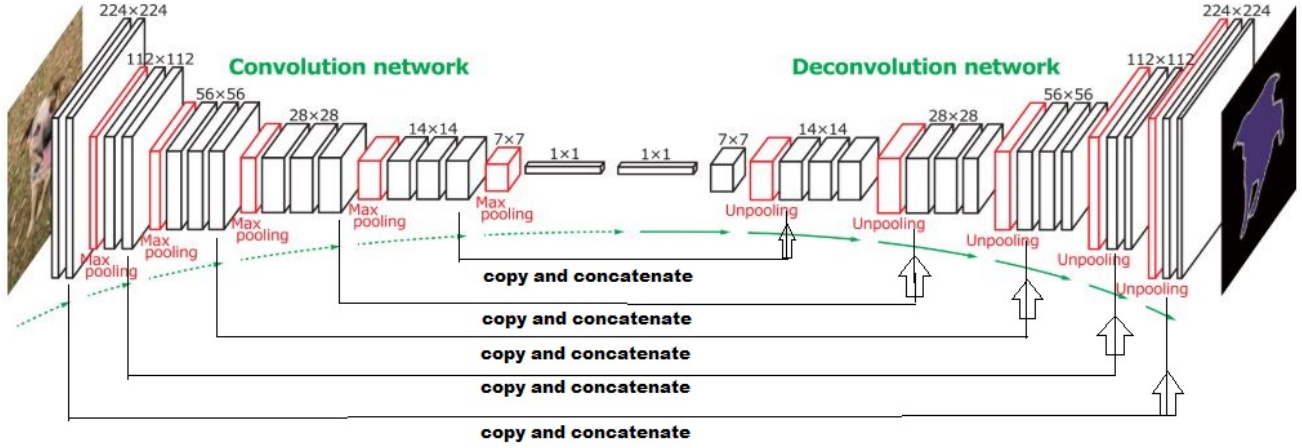 224×224
112×112
56×56
28×28
14×14
7×7
1×1
1×1
7×7
14×14
28×28
56×56
112×112
224×224
Convolution network
Deconvolution network
Max
pooling
Max
pooling
Max
pooling
Max
pooling
Max
pooling
Unpooling
Unpooling
Unpooling
Unpooling
Unpooling
copy and concatenate
copy and concatenate
copy and concatenate
copy and concatenate
copy and concatenate